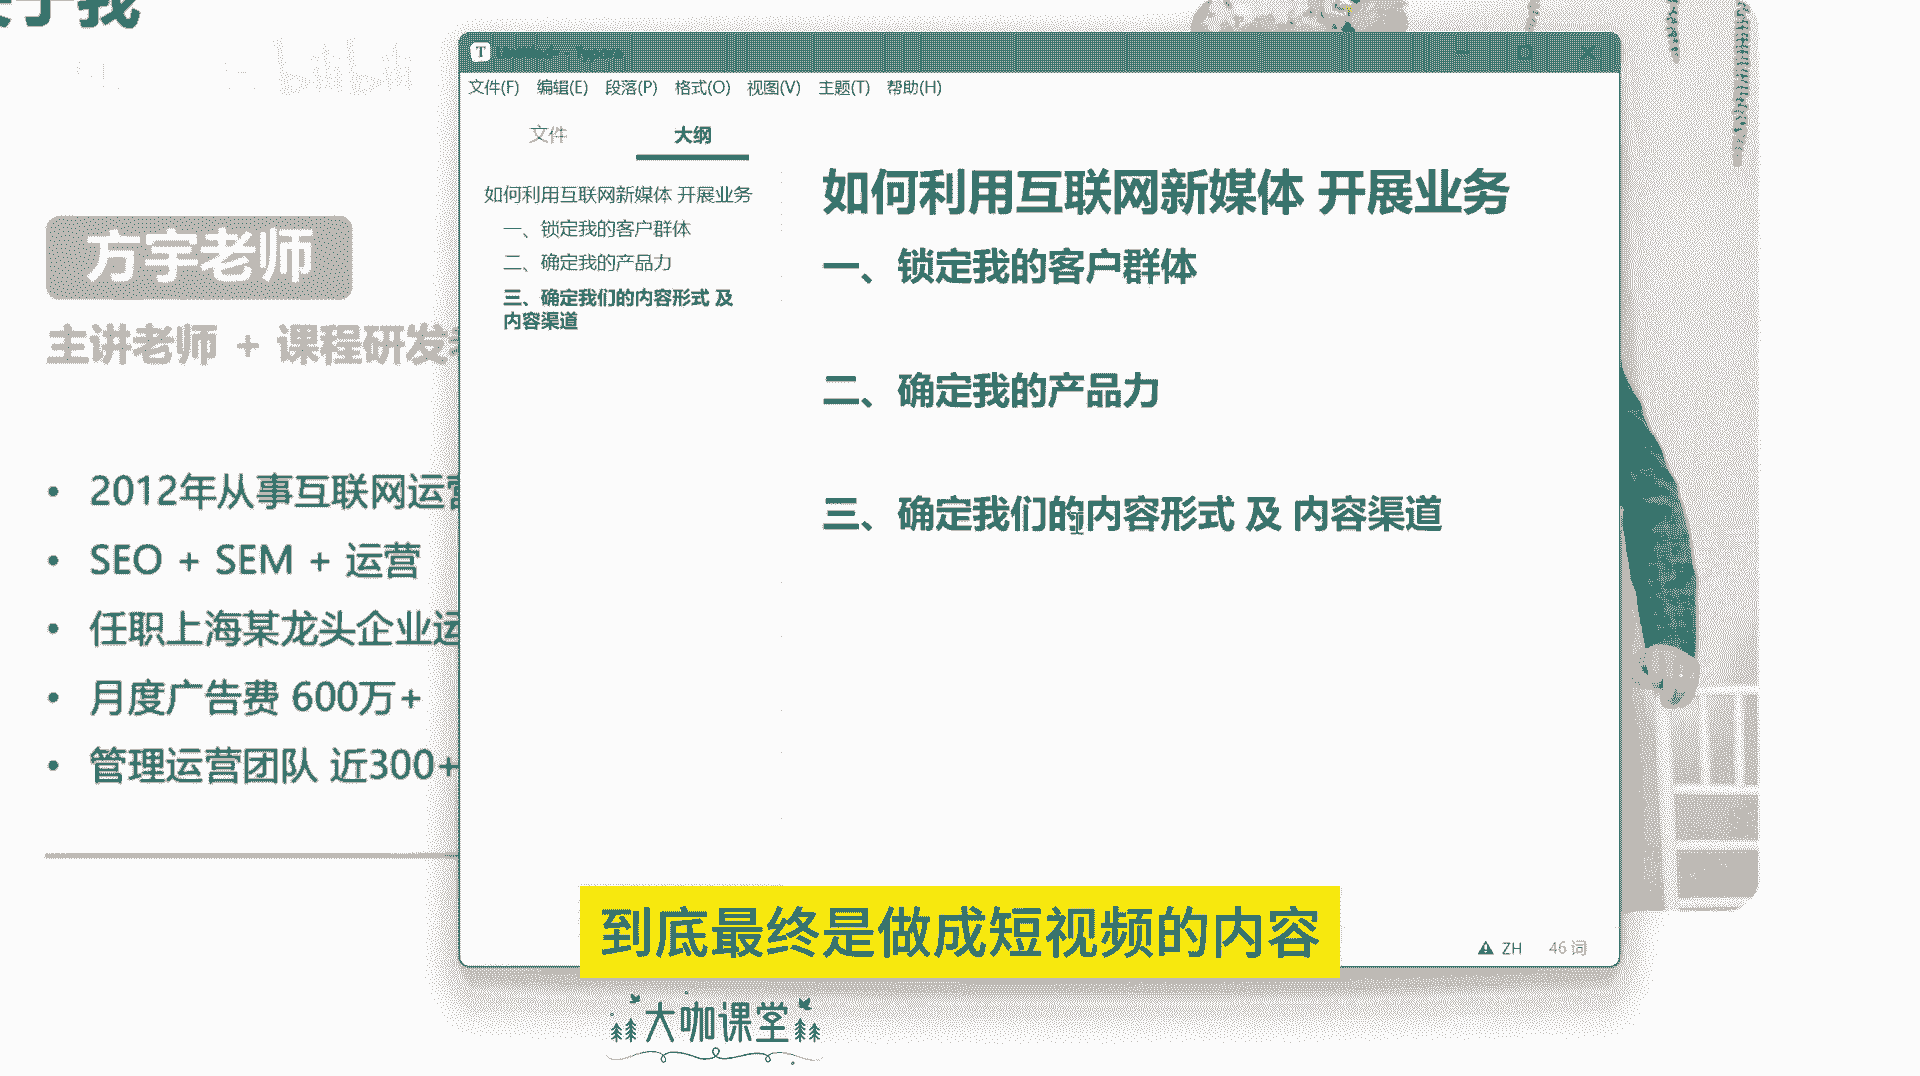 bilibili
方宇老师
主讲老师 + 课程研发
• 2012年从事互联网运营
• SEO + SEM + 运营
• 任职上海某龙头企业运
• 月度广告费 600万+
• 管理运营团队 近300+
T
文件(F) 编辑(E) 段落(P) 格式(O) 视图(V) 主题(T) 帮助(H)
文件 大纲
如何利用互联网新媒体 开展业务
一、锁定我的客户群体
二、确定我的产品力
三、确定我们的内容形式 及
内容渠道
如何利用互联网新媒体 开展业务
一、锁定我的客户群体
二、确定我的产品力
三、确定我们的内容形式 及 内容渠道
ZH 46 词
到底最终是做成短视频的内容
大咖课堂